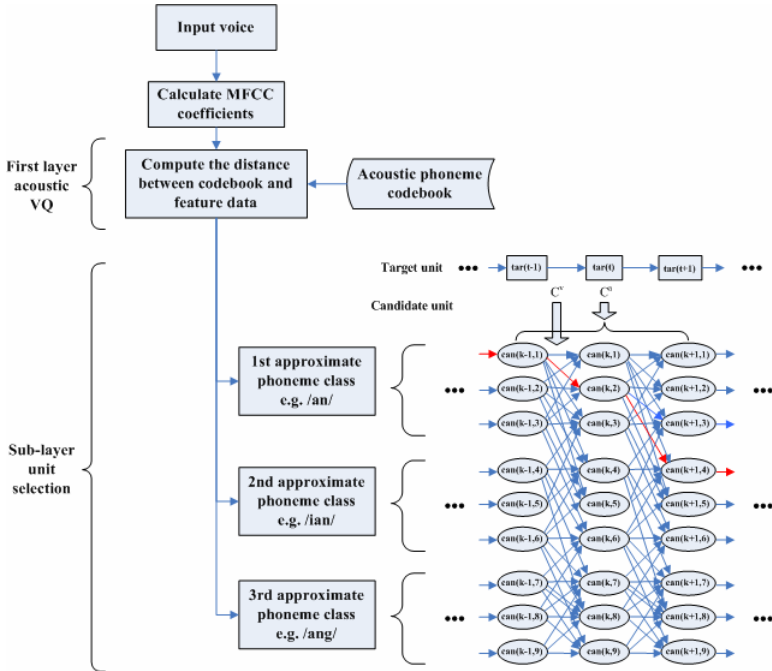 Input voice
Calculate MFCC
coefficients
First layer
acoustic
VQ
Compute the distance
between codebook and
feature data
Acoustic phoneme
codebook
Target unit
tar(t-1)
tar(t)
tar(t+1)
Candidate unit
Sub-layer
unit
selection
1st approximate
phoneme class
e.g. /an/
can(k-1,1)
can(k,1)
can(k+1,1)
can(k-1,2)
can(k,2)
can(k+1,2)
can(k-1,3)
can(k,3)
can(k+1,3)
2nd approximate
phoneme class
e.g. /ian/
can(k-1,4)
can(k,4)
can(k+1,4)
can(k-1,5)
can(k,5)
can(k+1,5)
can(k-1,6)
can(k,6)
can(k+1,6)
3rd approximate
phoneme class
e.g. /ang/
can(k-1,7)
can(k,7)
can(k+1,7)
can(k-1,8)
can(k,8)
can(k+1,8)
can(k-1,9)
can(k,9)
can(k+1,9)